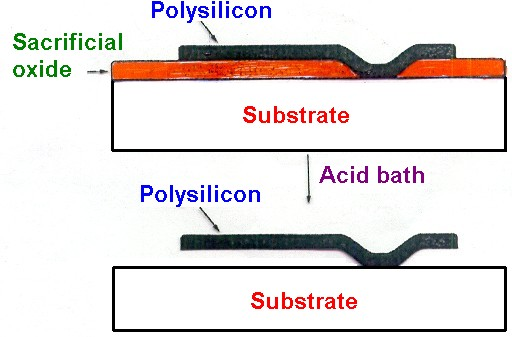 Polysilicon
Sacrificial
oxide
Substrate
Acid bath
Polysilicon
Substrate